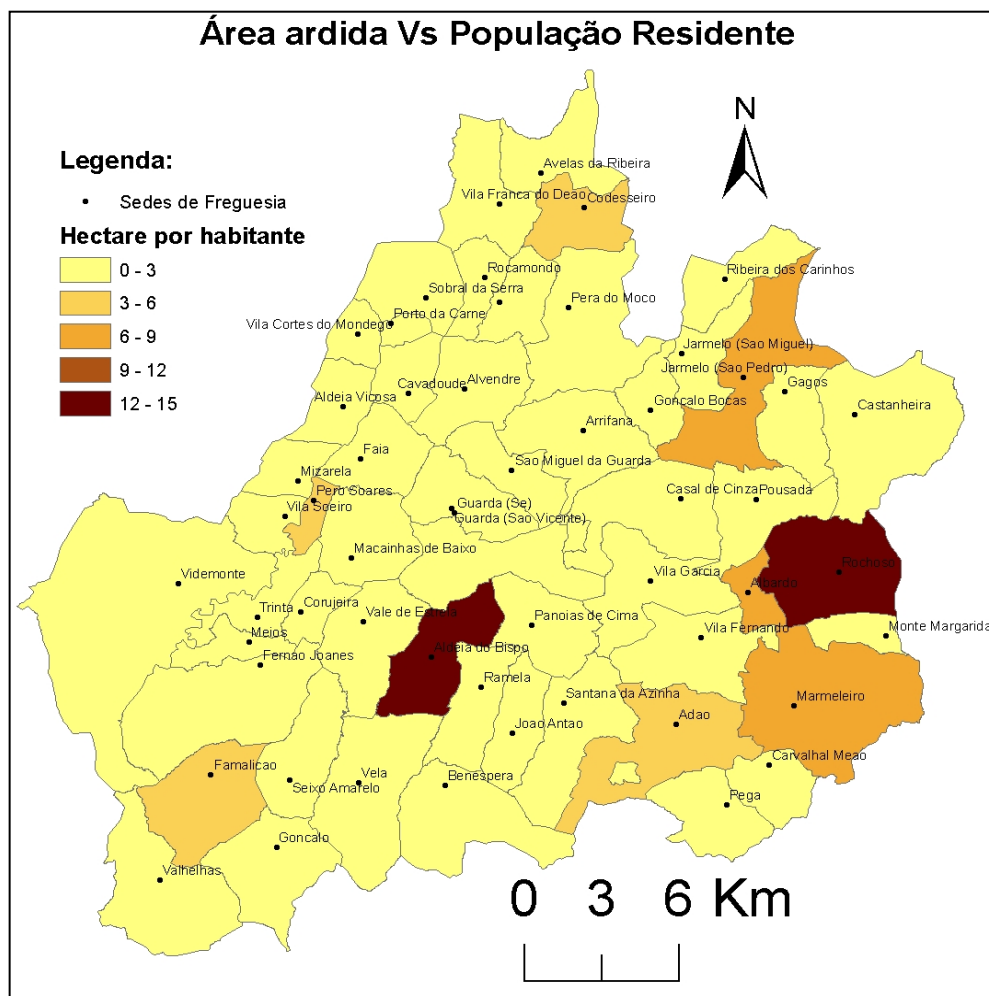 Área ardida Vs População Residente
N
Legenda:
Sedes de Freguesia
Hectare por habitante
0 - 3
3 - 6
6 - 9
9 - 12
12 - 15
Avelas da Ribeira
Vila Franca do Deao
Codesseiro
Rocamondo
Ribeira dos Carinhos
Sobral da Serra
Pera do Moco
Porto da Carne
Vila Cortes do Mondego
Jarmelo (Sao Miguel)
Jarmelo (Sao Pedro)
Cavadoude
Alvendre
Gagos
Aldeia Vicosa
Gonçalo Bocas
Castanheira
Arrifana
Faia
Sao Miguel da Guarda
Mizarela
Pero Soares
Casal de Cinza
Pousada
Vila Soeiro
Guarda (Se)
Guarda (Sao Vicente)
Macainhas de Baixo
Videmonte
Vila Garcia
Rochoso
Albardo
Trinta
Corujeira
Vale de Estrela
Panoias de Cima
Vila Fernando
Monte Margarida
Meios
Fernao Joanes
Aldeia do Bispo
Ramela
Santana da Azinha
Marmeleiro
Joao Antao
Adao
Carvalhal Meao
Famalicao
Seixo Amarelo
Vela
Benespera
Pega
Goncalo
Valhelhas
0 3 6 Km